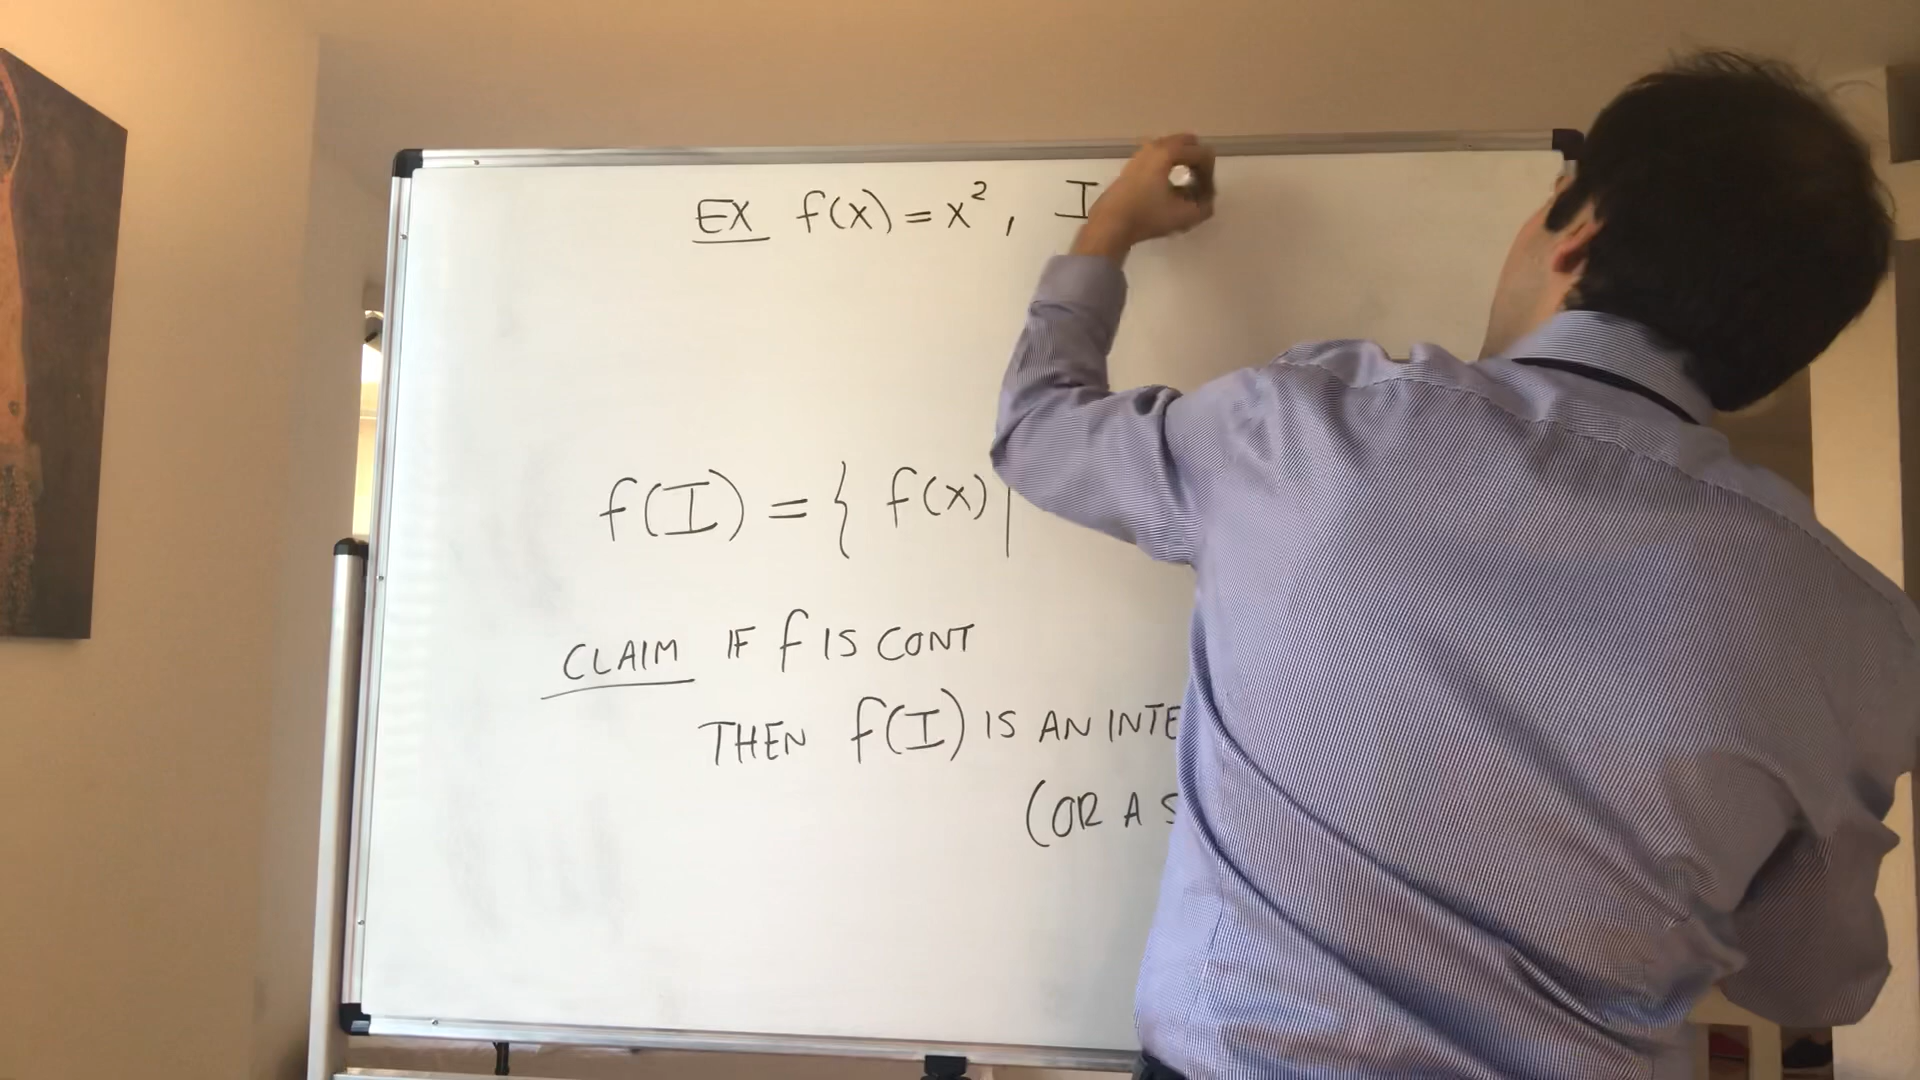 EX f(x) = x², I
f(I) = { f(x) |
CLAIM IF f IS CONT
THEN f(I) IS AN INTE
(OR A S